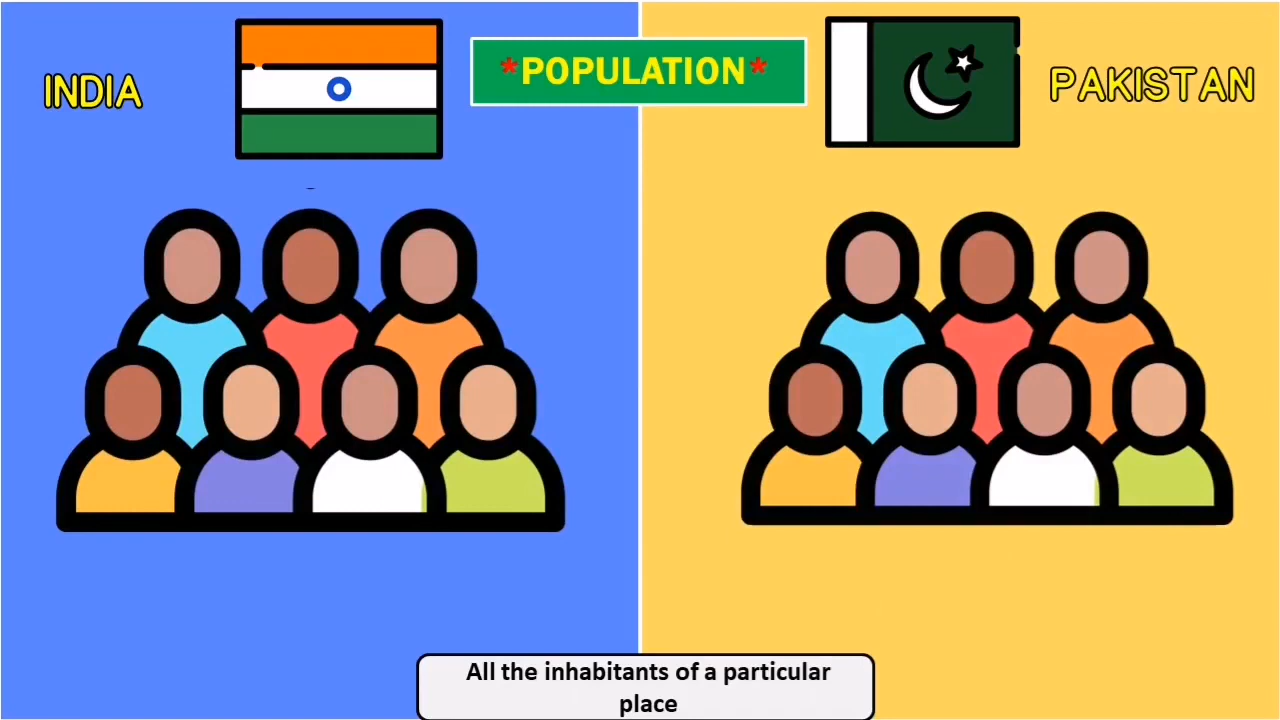 INDIA
*POPULATION*
PAKISTAN
All the inhabitants of a particular
place